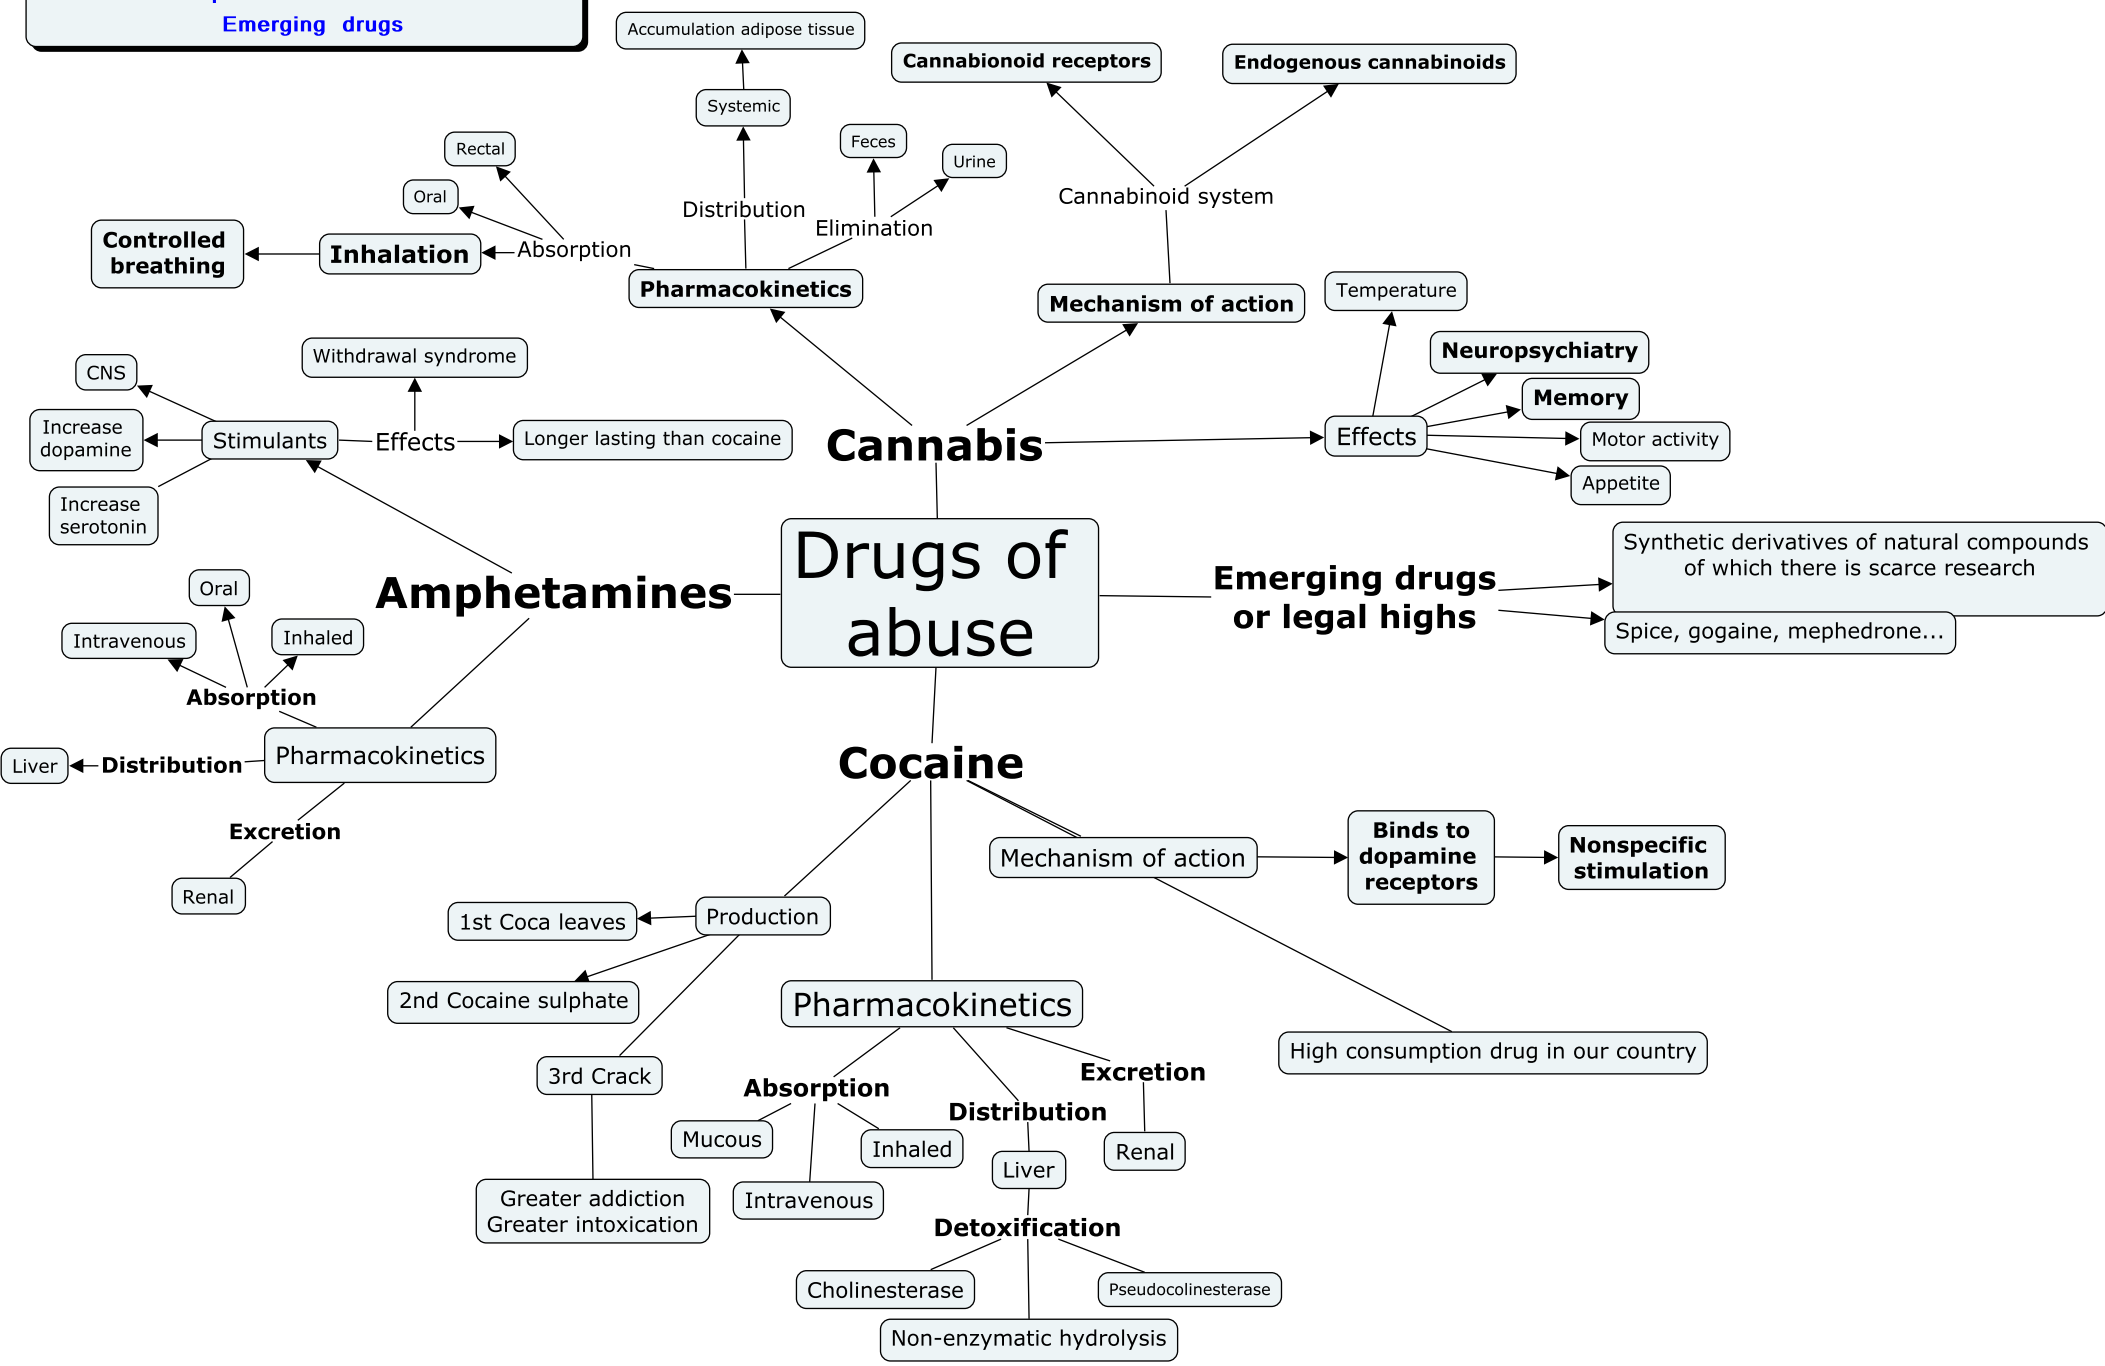 Emerging drugs
Accumulation adipose tissue
Cannabionoid receptors
Endogenous cannabinoids
Systemic
Feces
Urine
Rectal
Oral
Cannabinoid system
Distribution
Elimination
Controlled
breathing
Inhalation
Absorption
Pharmacokinetics
Mechanism of action
Temperature
Neuropsychiatry
Memory
Motor activity
Appetite
Effects
Cannabis
Withdrawal syndrome
CNS
Increase
dopamine
Stimulants
Effects
Longer lasting than cocaine
Increase
serotonin
Drugs of
abuse
Amphetamines
Emerging drugs
or legal highs
Synthetic derivatives of natural compounds
of which there is scarce research
Spice, gogaine, mephedrone...
Oral
Intravenous
Inhaled
Absorption
Pharmacokinetics
Liver
Distribution
Excretion
Renal
Cocaine
Mechanism of action
Binds to
dopamine
receptors
Nonspecific
stimulation
Production
1st Coca leaves
2nd Cocaine sulphate
3rd Crack
Greater addiction
Greater intoxication
Pharmacokinetics
High consumption drug in our country
Absorption
Excretion
Distribution
Mucous
Inhaled
Intravenous
Liver
Renal
Detoxification
Cholinesterase
Pseudocolinesterase
Non-enzymatic hydrolysis